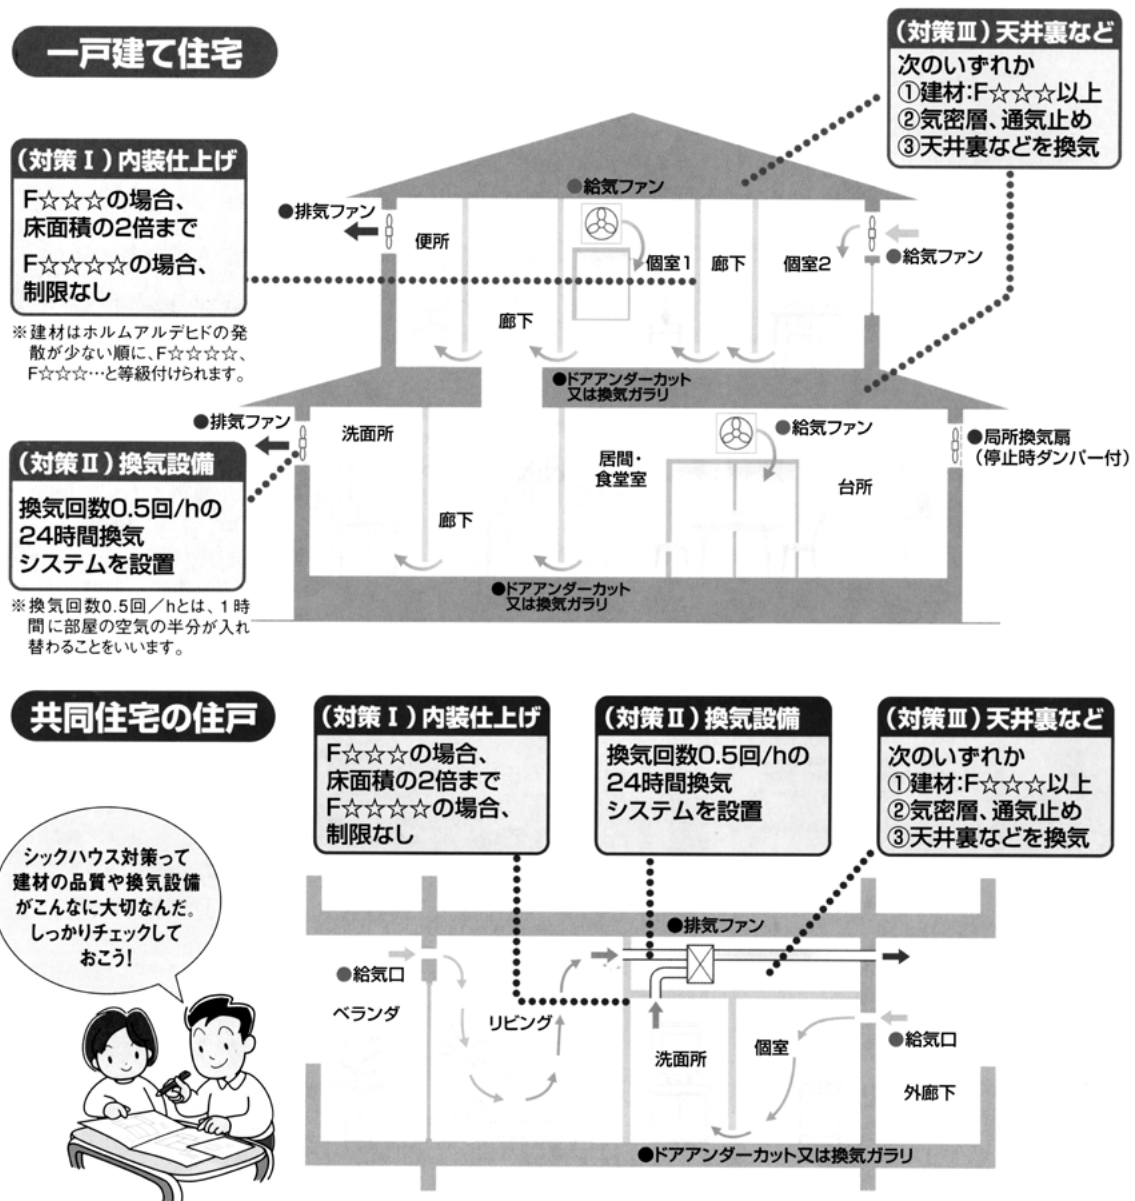 一戸建て住宅
(対策Ⅲ)天井裏など
次のいずれか
①建材:F☆☆☆以上
②気密層、通気止め
③天井裏などを換気
(対策Ⅰ)内装仕上げ
F☆☆☆の場合、
床面積の2倍まで
F☆☆☆☆の場合、
制限なし
※建材はホルムアルデヒドの発
散が少ない順に、F☆☆☆☆、
F☆☆☆…と等級付けられます。
●給気ファン
●排気ファン
便所
個室1
廊下
個室2
●給気ファン
廊下
●ドアアンダーカット
又は換気ガラリ
●排気ファン
(対策Ⅱ)換気設備
換気回数0.5回/hの
24時間換気
システムを設置
※換気回数0.5回/hとは、1時
間に部屋の空気の半分が入れ
替わることをいいます。
洗面所
廊下
居間・
食堂室
●給気ファン
台所
●局所換気扇
(停止時ダンパー付)
●ドアアンダーカット
又は換気ガラリ
共同住宅の住戸
(対策Ⅰ)内装仕上げ
F☆☆☆の場合、
床面積の2倍まで
F☆☆☆☆の場合、
制限なし
(対策Ⅱ)換気設備
換気回数0.5回/hの
24時間換気
システムを設置
(対策Ⅲ)天井裏など
次のいずれか
①建材:F☆☆☆以上
②気密層、通気止め
③天井裏などを換気
シックハウス対策って
建材の品質や換気設備
がこんなに大切なんだ。
しっかりチェックして
おこう!
●排気ファン
●給気口
ベランダ
リビング
洗面所
個室
●給気口
外廊下
●ドアアンダーカット又は換気ガラリ